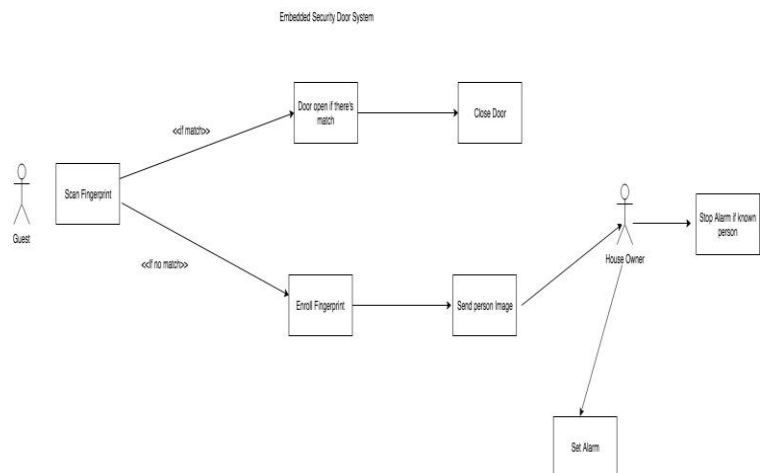 Embedded Security Door System
Door open if there's
match
Close Door
<<if match>>
Scan Fingerprint
Guest
Stop Alarm if known
person
House Owner
<<if no match>>
Enroll Fingerprint
Send person Image
Set Alarm